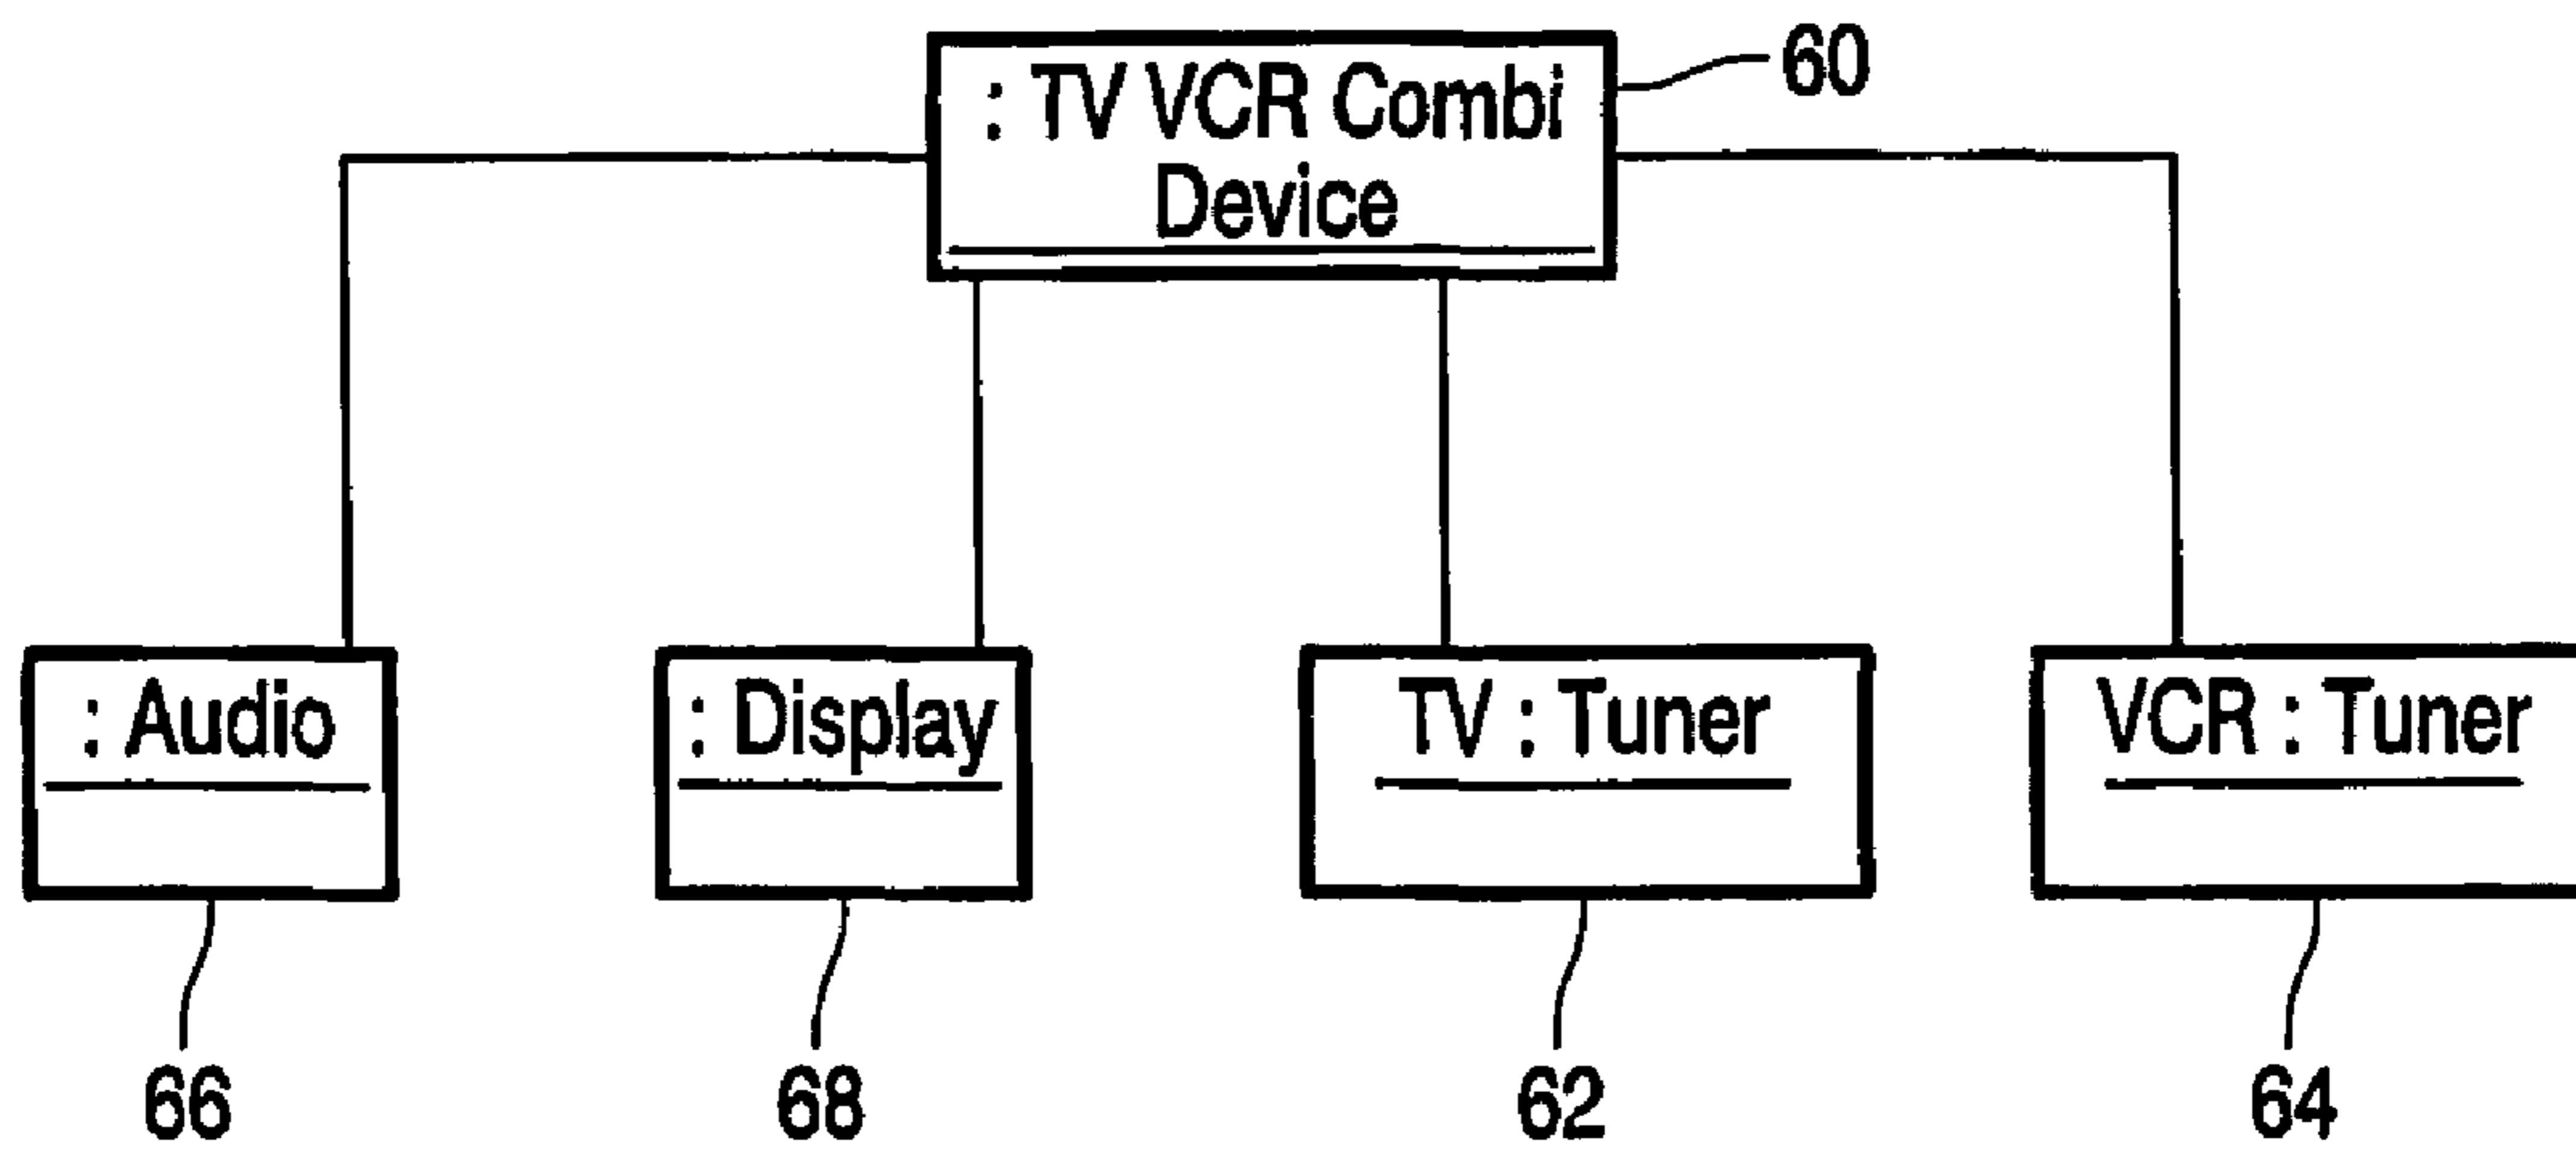 : TV VCR Combi
Device
60
: Audio
: Display
TV : Tuner
VCR : Tuner
66
68
62
64